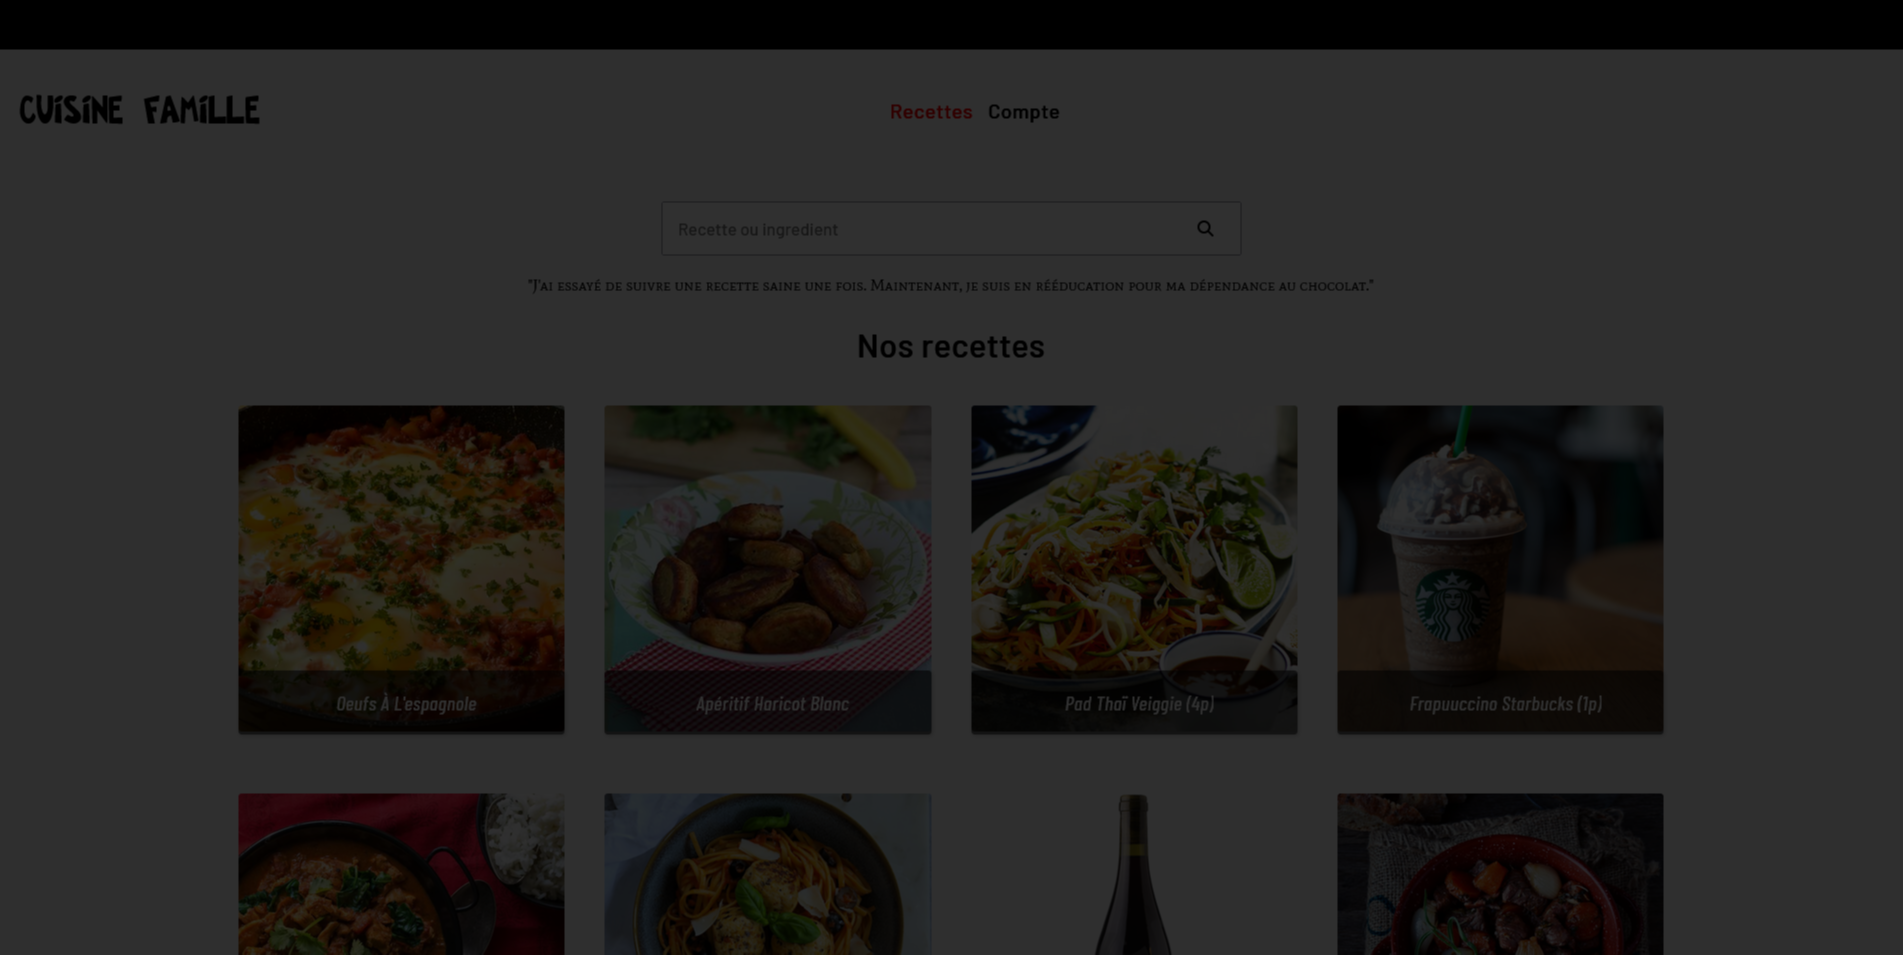 CUISINE FAMILLE
Recettes Compte
Recette ou ingredient
"J'ai essayé de suivre une recette saine une fois. Maintenant, je suis en rééducation pour ma dépendance au chocolat."
Nos recettes
Oeufs À L'espagnole
Apéritif Haricot Blanc
Pad Thaï Veiggie (4p)
Frapuuccino Starbucks (1p)